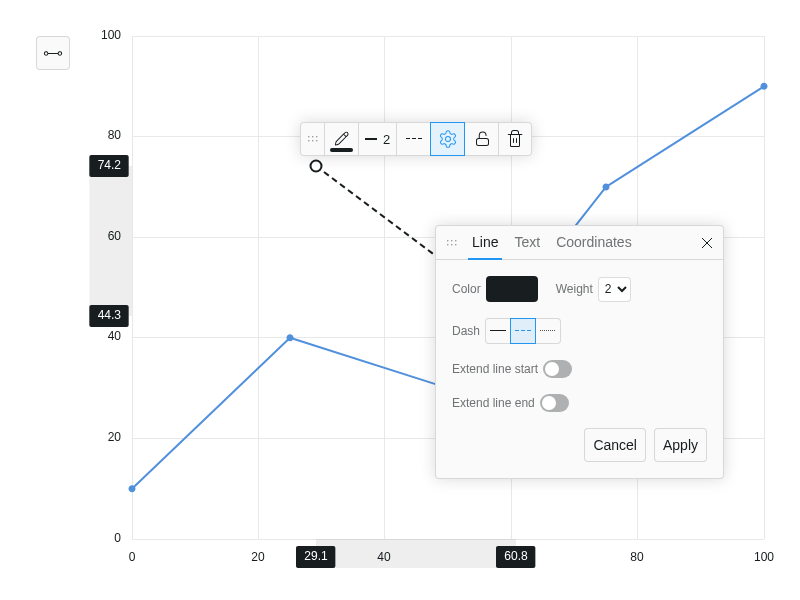 100
80
74.2
60
44.3
40
20
0
2
Line Text Coordinates
Color Weight 2
Dash
Extend line start
Extend line end
Cancel Apply
0 20 29.1 40 60.8 80 100